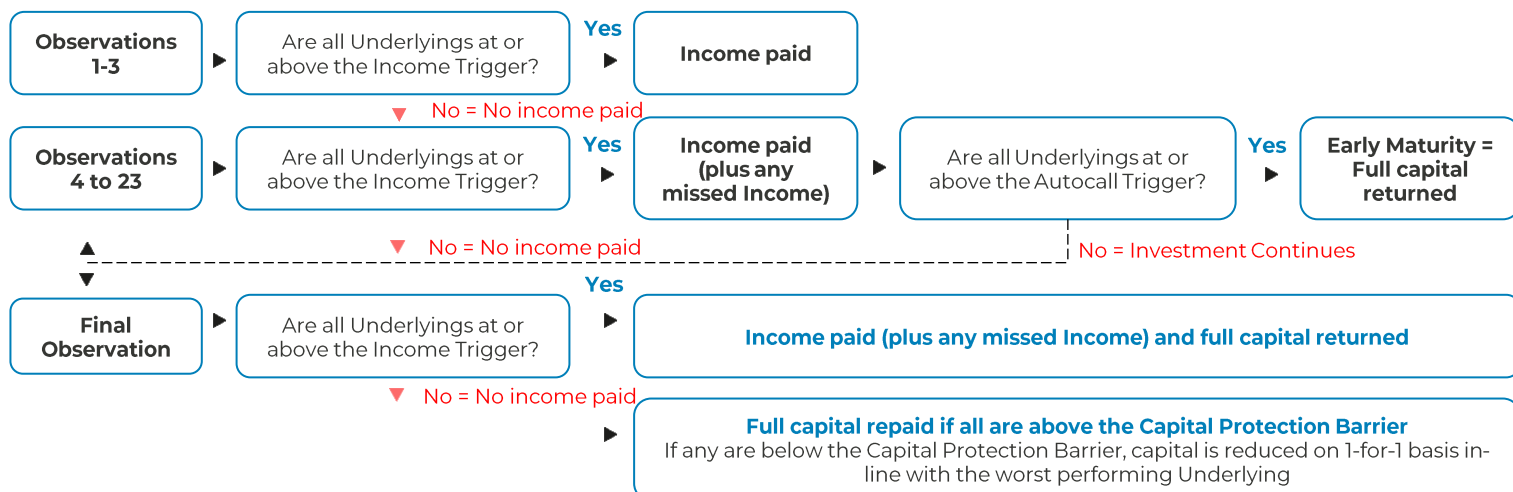 Observations
1-3
Are all Underlyings at or
above the Income Trigger?
Yes
Income paid
No = No income paid
Observations
4 to 23
Are all Underlyings at or
above the Income Trigger?
Yes
Income paid
(plus any
missed Income)
Are all Underlyings at or
above the Autocall Trigger?
Yes
Early Maturity =
Full capital
returned
No = No income paid
No = Investment Continues
Final
Observation
Are all Underlyings at or
above the Income Trigger?
Yes
Income paid (plus any missed Income) and full capital returned
No = No income paid
Full capital repaid if all are above the Capital Protection Barrier
If any are below the Capital Protection Barrier, capital is reduced on 1-for-1 basis in-
line with the worst performing Underlying